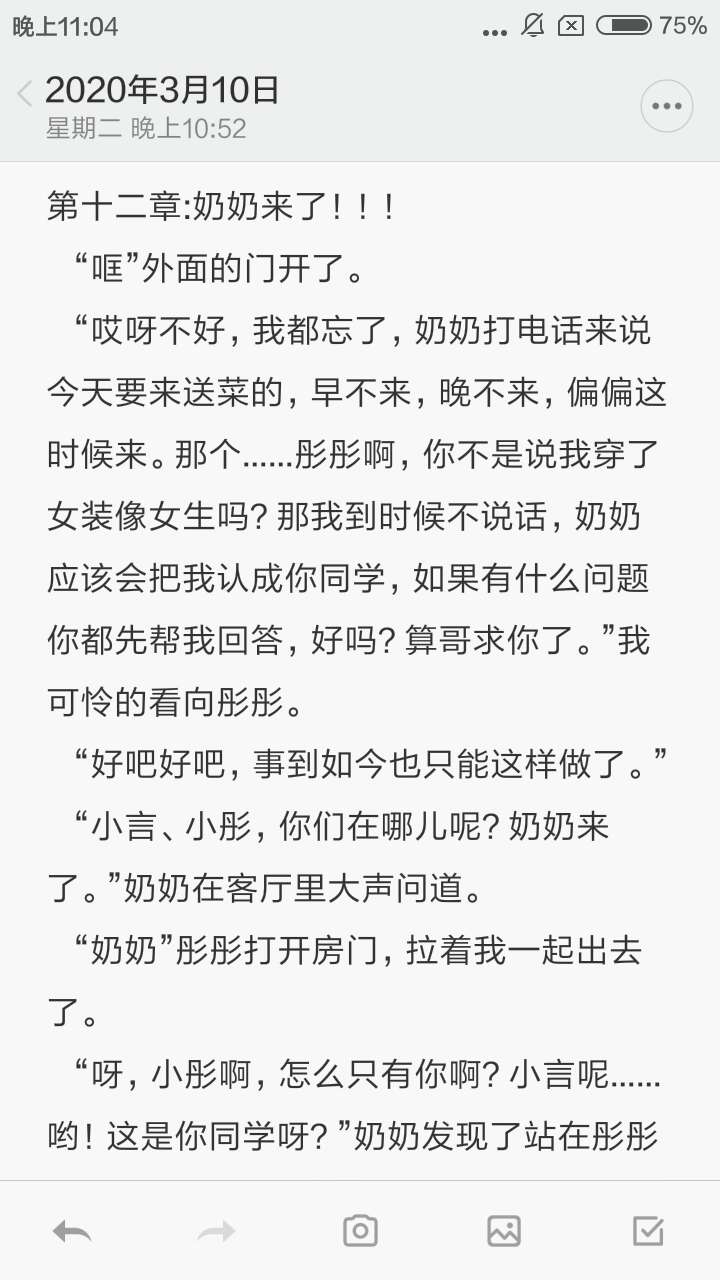 晚上11:04
75%
2020年3月10日
星期二 晚上10:52
第十二章:奶奶来了！！！
“哐”外面的门开了。
“哎呀不好，我都忘了，奶奶打电话来说
今天要来送菜的，早不来，晚不来，偏偏这
时候来。那个……彤彤啊，你不是说我穿了
女装像女生吗？那我到时候不说话，奶奶
应该会把我认成你同学，如果有什么问题
你都先帮我回答，好吗？算哥求你了。”我
可怜的看向彤彤。
“好吧好吧，事到如今也只能这样做了。”
“小言、小彤，你们在哪儿呢？奶奶来
了。”奶奶在客厅里大声问道。
“奶奶”彤彤打开房门，拉着我一起出去
了。
“呀，小彤啊，怎么只有你啊？小言呢……
哟！这是你同学呀？”奶奶发现了站在彤彤